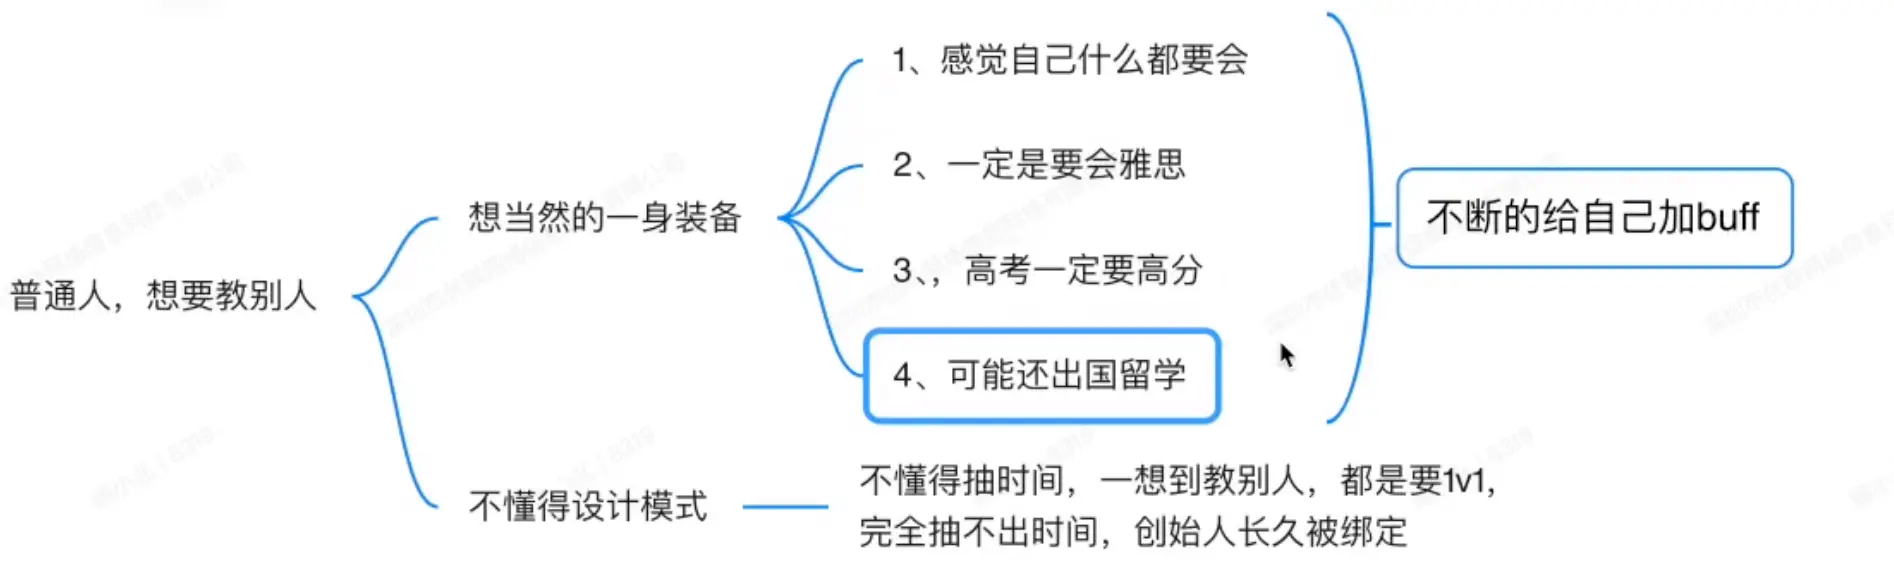 普通人，想要教别人
想当然的一身装备
1、感觉自己什么都要会
2、一定是要会雅思
3、，高考一定要高分
4、可能还出国留学
不断的给自己加buff
不懂得设计模式
不懂得抽时间，一想到教别人，都是要1v1,
完全抽不出时间，创始人长久被绑定